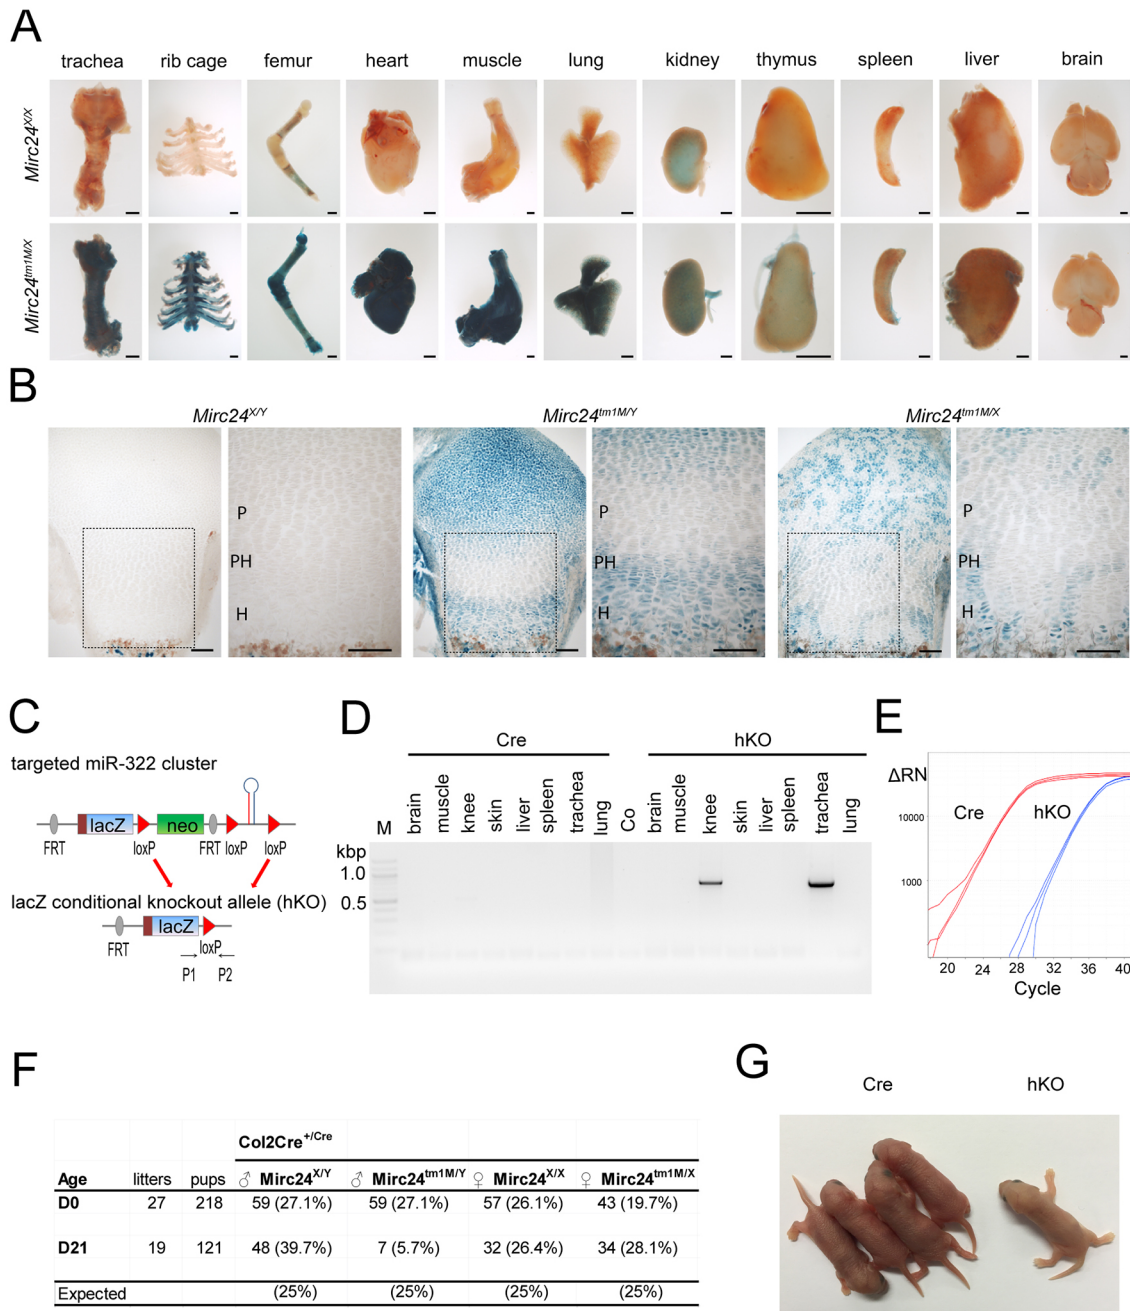 A
trachea rib cage femur heart muscle lung kidney thymus spleen liver brain
Mirc24X/X
Mirc24tm1M/X
B
Mirc24X/Y Mirc24tm1M/Y Mirc24tm1M/X
P P P
PH PH PH
H H H
C
targeted miR-322 cluster
lacZ neo
FRT loxP FRT loxP loxP
lacZ conditional knockout allele (hKO)
lacZ
FRT loxP
P1 P2
D
Cre hKO
M brain muscle knee skin liver spleen trachea lung Co brain muscle knee skin liver spleen trachea lung
kbp
1.0
0.5
E
ΔRN
Cre hKO
10000
1000
20 24 28 32 36 40
Cycle
F
Col2Cre+/Cre
Age litters pups ♂ Mirc24X/Y ♂ Mirc24tm1M/Y ♀ Mirc24X/X ♀ Mirc24tm1M/X
D0 27 218 59 (27.1%) 59 (27.1%) 57 (26.1%) 43 (19.7%)
D21 19 121 48 (39.7%) 7 (5.7%) 32 (26.4%) 34 (28.1%)
Expected (25%) (25%) (25%) (25%)
G
Cre hKO